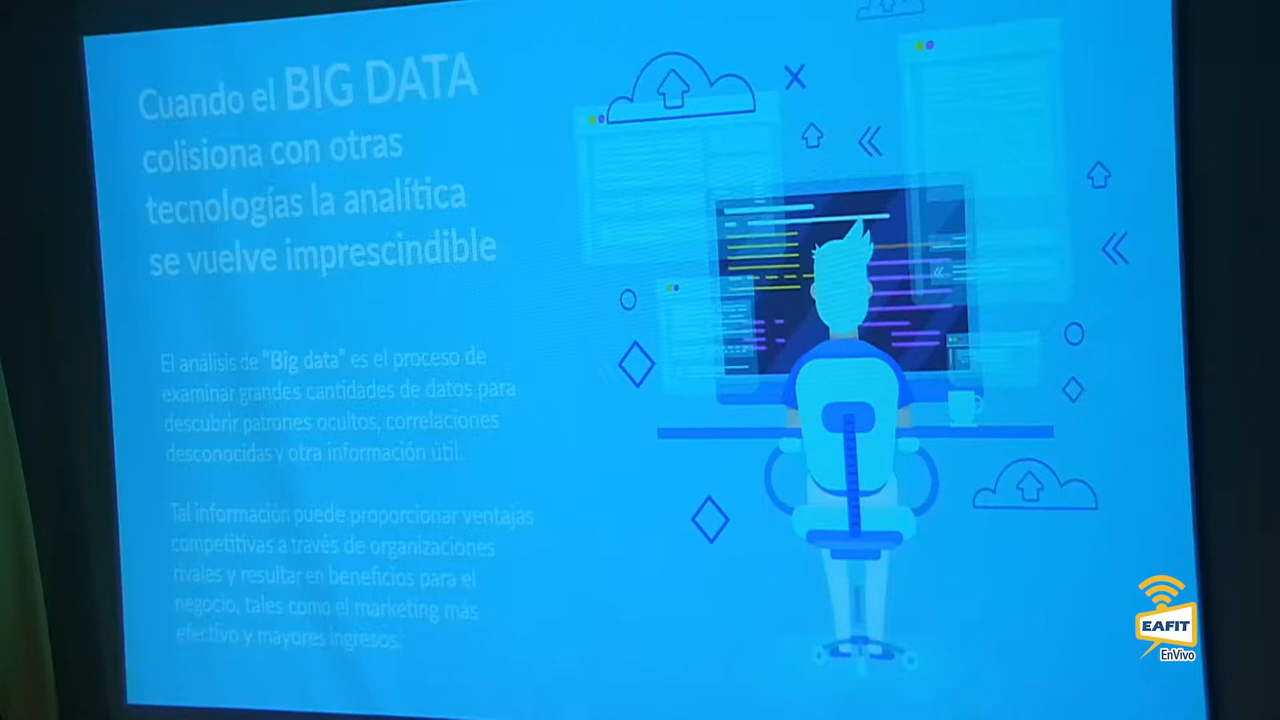 Cuando el BIG DATA
colisiona con otras
tecnologías la analítica
se vuelve imprescindible
El análisis de "Big data" es el proceso de
examinar grandes cantidades de datos para
descubrir patrones ocultos, correlaciones
desconocidas y otra información útil.
Tal información puede proporcionar ventajas
competitivas a través de organizaciones
rivales y resultar en beneficios para el
negocio, tales como el marketing más
efectivo y mayores ingresos.
EAFIT
EnVivo